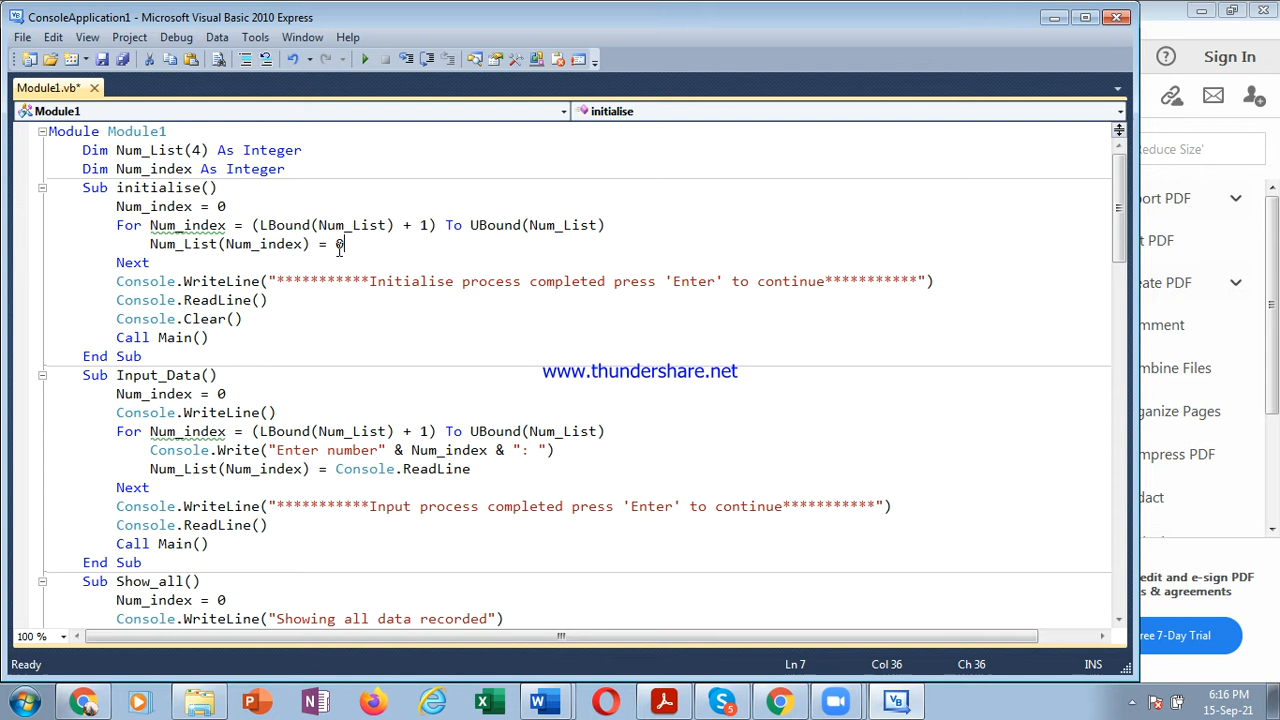 ConsoleApplication1 - Microsoft Visual Basic 2010 Express
File Edit View Project Debug Data Tools Window Help
Sign In
Module1.vb*
Module1
initialise
Module Module1
Dim Num_List(4) As Integer
Dim Num_index As Integer
Sub initialise()
Num_index = 0
For Num_index = (LBound(Num_List) + 1) To UBound(Num_List)
Num_List(Num_index) = 0
Next
Console.WriteLine("***********Initialise process completed press 'Enter' to continue***********")
Console.ReadLine()
Console.Clear()
Call Main()
End Sub
Sub Input_Data()
Num_index = 0
Console.WriteLine()
For Num_index = (LBound(Num_List) + 1) To UBound(Num_List)
Console.Write("Enter number" & Num_index & ": ")
Num_List(Num_index) = Console.ReadLine
Next
Console.WriteLine("***********Input process completed press 'Enter' to continue***********")
Console.ReadLine()
Call Main()
End Sub
Sub Show_all()
Num_index = 0
Console.WriteLine("Showing all data recorded")
www.thundershare.net
Reduce Size'
port PDF
eate PDF
mment
mbine Files
ganize Pages
mpress PDF
dact
edit and e-sign PDF
s & agreements
ree 7-Day Trial
100 %
Ready
Ln 7
Col 36
Ch 36
INS
6:16 PM
15-Sep-21